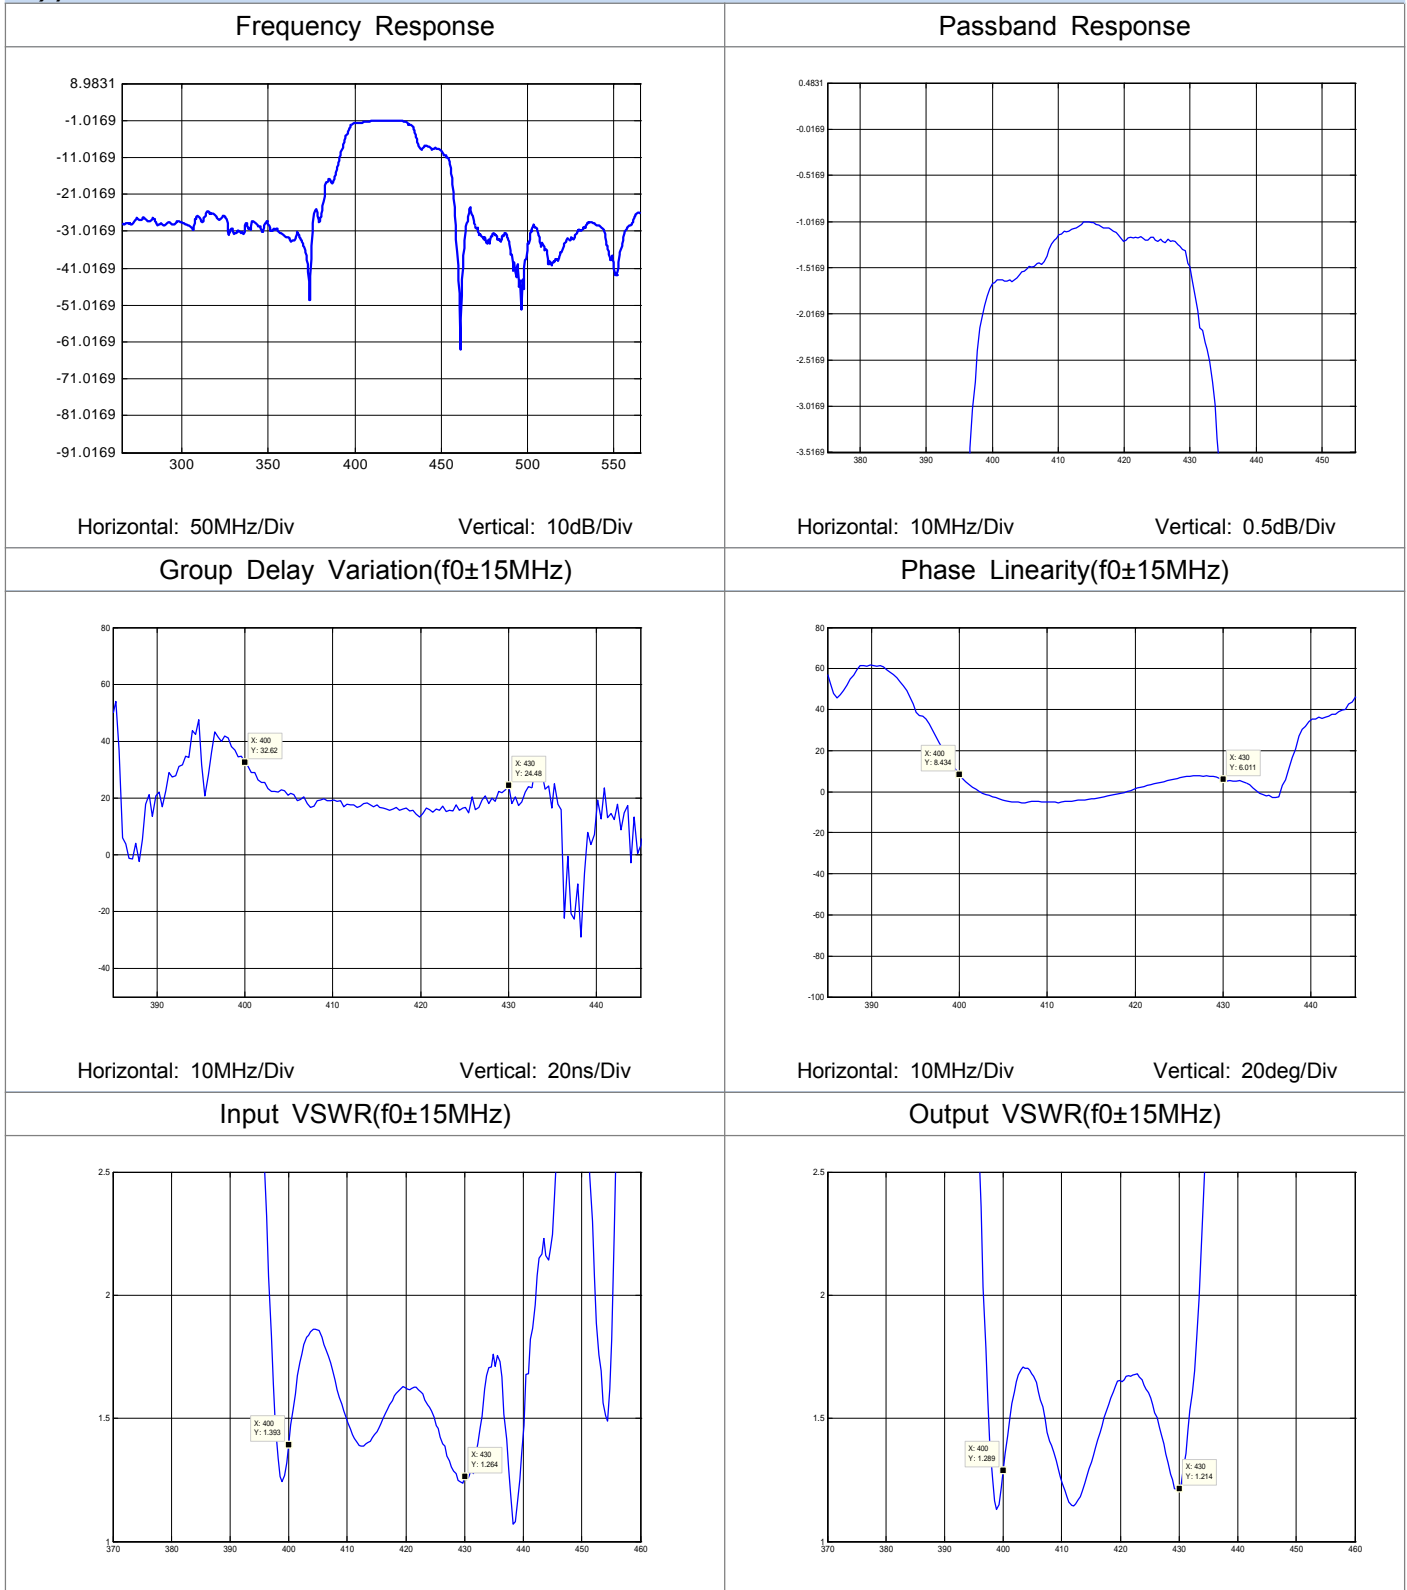 Frequency Response
Passband Response
8.9831
-1.0169
-11.0169
-21.0169
-31.0169
-41.0169
-51.0169
-61.0169
-71.0169
-81.0169
-91.0169
300 350 400 450 500 550
Horizontal: 50MHz/Div Vertical: 10dB/Div
0.4831
-0.0169
-0.5169
-1.0169
-1.5169
-2.0169
-2.5169
-3.0169
-3.5169
380 390 400 410 420 430 440 450
Horizontal: 10MHz/Div Vertical: 0.5dB/Div
Group Delay Variation(f0±15MHz)
Phase Linearity(f0±15MHz)
80
60
40
20
0
-20
-40
X: 400
Y: 32.62
X: 430
Y: 24.48
390 400 410 420 430 440
Horizontal: 10MHz/Div Vertical: 20ns/Div
80
60
40
20
0
-20
-40
-60
-80
-100
X: 400
Y: 8.434
X: 430
Y: 6.011
390 400 410 420 430 440
Horizontal: 10MHz/Div Vertical: 20deg/Div
Input VSWR(f0±15MHz)
Output VSWR(f0±15MHz)
2.5
2
1.5
1
X: 400
Y: 1.393
X: 430
Y: 1.264
370 380 390 400 410 420 430 440 450 460
2.5
2
1.5
1
X: 400
Y: 1.289
X: 430
Y: 1.214
370 380 390 400 410 420 430 440 450 460